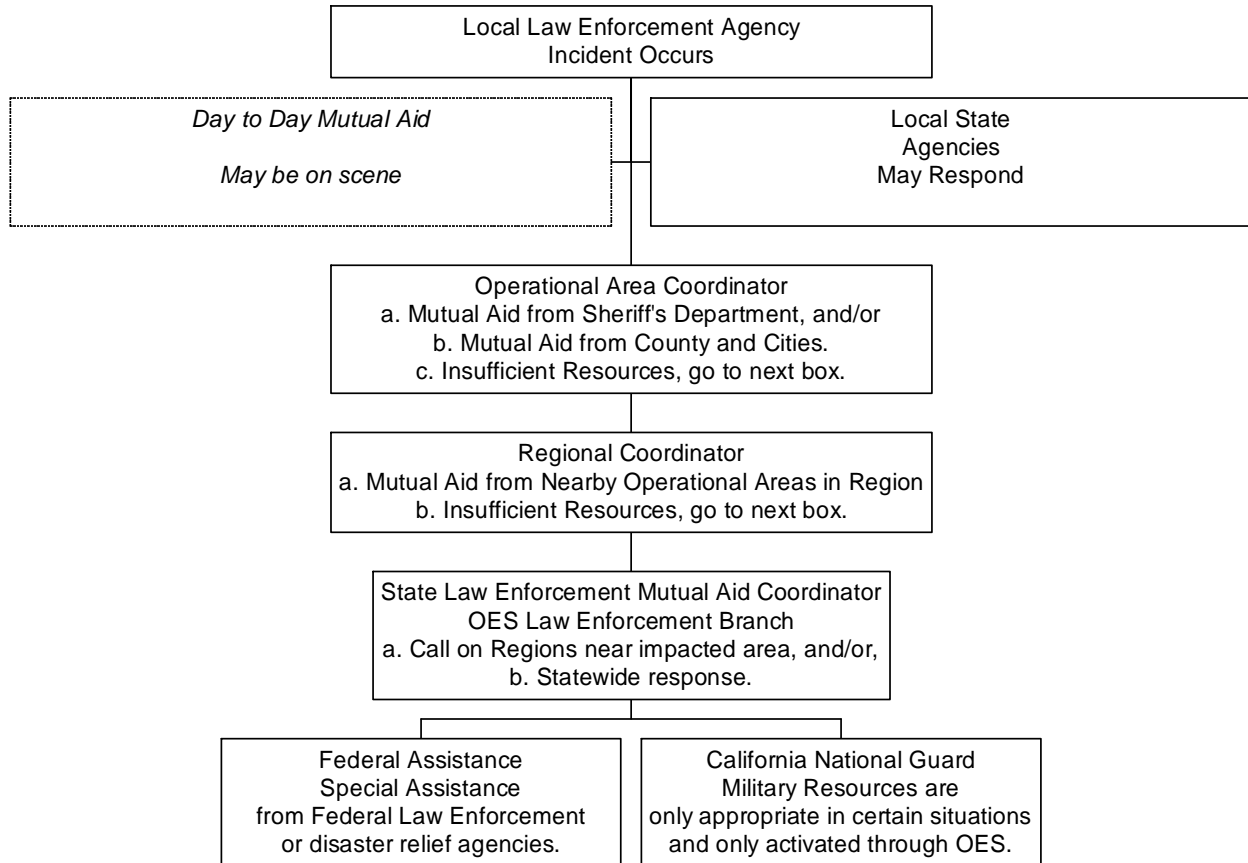 Local Law Enforcement Agency
Incident Occurs
Day to Day Mutual Aid
May be on scene
Local State
Agencies
May Respond
Operational Area Coordinator
a. Mutual Aid from Sheriff's Department, and/or
b. Mutual Aid from County and Cities.
c. Insufficient Resources, go to next box.
Regional Coordinator
a. Mutual Aid from Nearby Operational Areas in Region
b. Insufficient Resources, go to next box.
State Law Enforcement Mutual Aid Coordinator
OES Law Enforcement Branch
a. Call on Regions near impacted area, and/or,
b. Statewide response.
Federal Assistance
Special Assistance
from Federal Law Enforcement
or disaster relief agencies.
California National Guard
Military Resources are
only appropriate in certain situations
and only activated through OES.